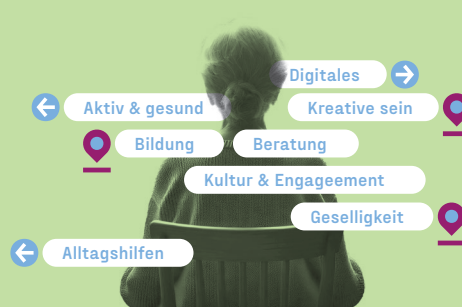 Digitales
Aktiv & gesund
Kreative sein
Bildung
Beratung
Kultur & Engageement
Geselligkeit
Alltagshilfen